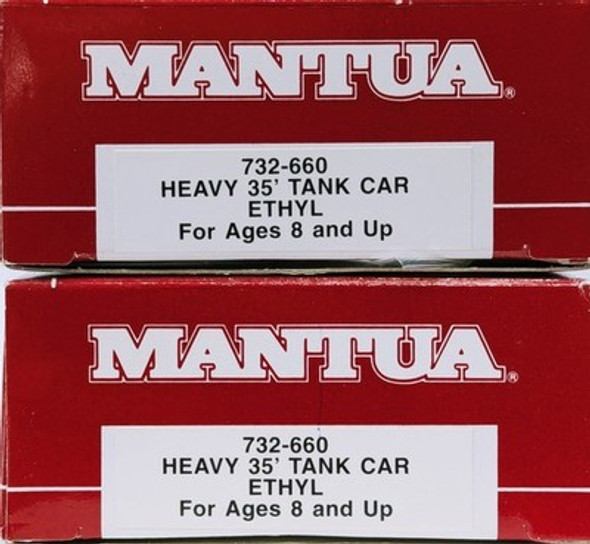 MANTUA®
732-660
HEAVY 35' TANK CAR
ETHYL
For Ages 8 and Up
MANTUA®
732-660
HEAVY 35' TANK CAR
ETHYL
For Ages 8 and Up